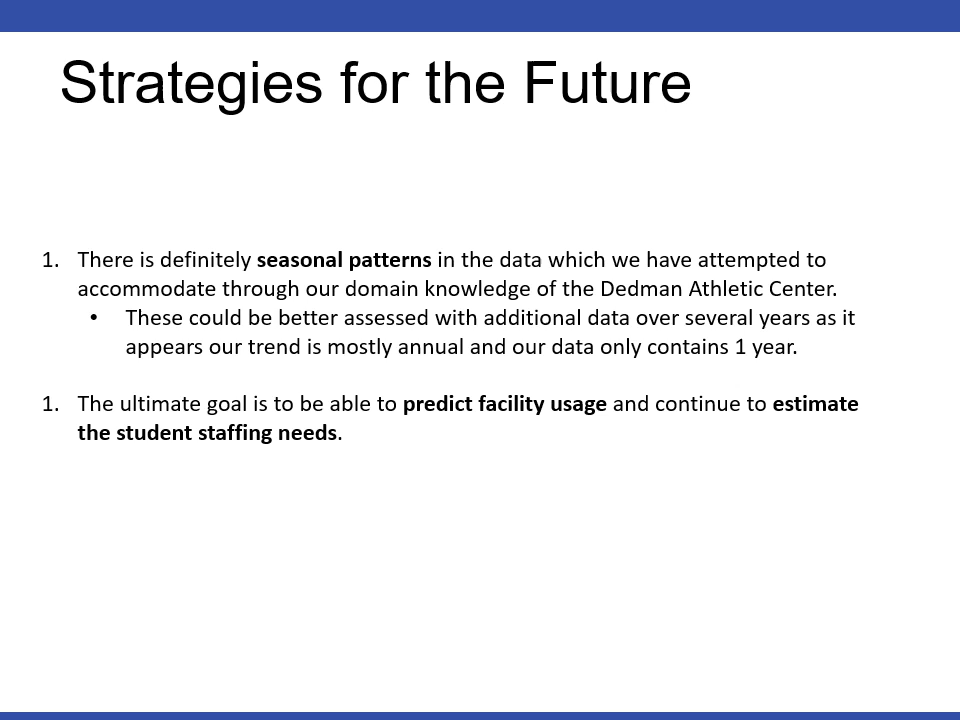 Strategies for the Future
1. There is definitely seasonal patterns in the data which we have attempted to
accommodate through our domain knowledge of the Dedman Athletic Center.
• These could be better assessed with additional data over several years as it
appears our trend is mostly annual and our data only contains 1 year.
1. The ultimate goal is to be able to predict facility usage and continue to estimate
the student staffing needs.